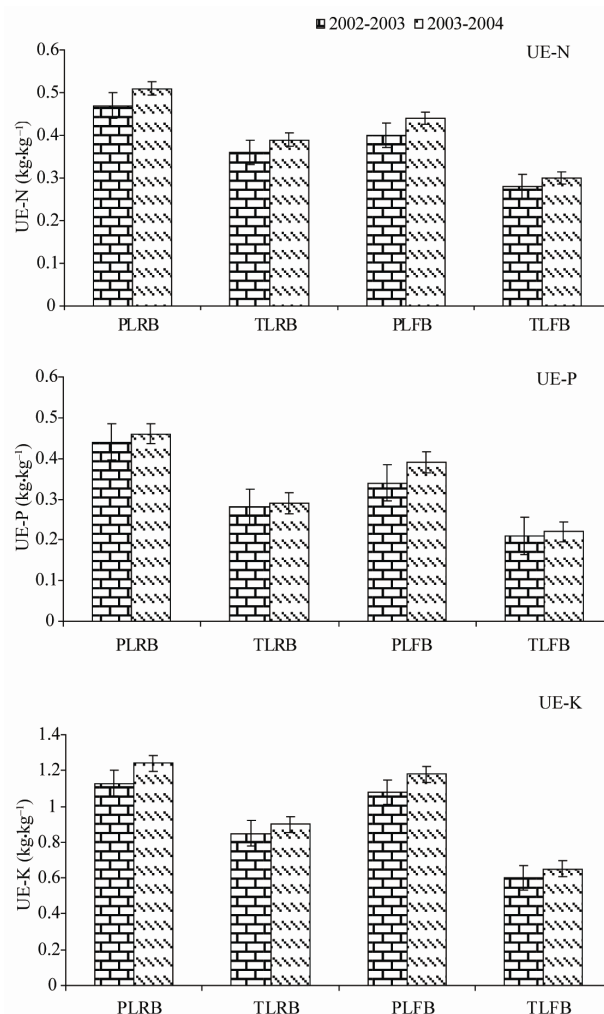 2002-2003 2003-2004
UE-N
UE-N (kg·kg⁻¹)
0.6
0.5
0.4
0.3
0.2
0.1
0
PLRB TLRB PLFB TLFB
UE-P
UE-P (kg·kg⁻¹)
0.6
0.5
0.4
0.3
0.2
0.1
0
PLRB TLRB PLFB TLFB
UE-K
UE-K (kg·kg⁻¹)
1.4
1.2
1
0.8
0.6
0.4
0.2
0
PLRB TLRB PLFB TLFB